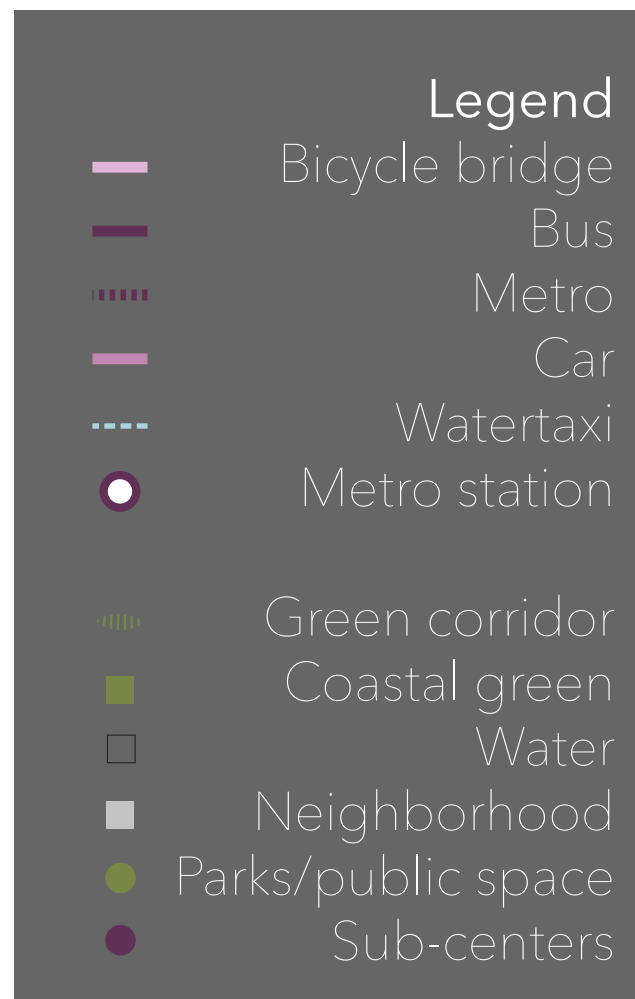 Legend
Bicycle bridge
Bus
Metro
Car
Watertaxi
Metro station
Green corridor
Coastal green
Water
Neighborhood
Parks/public space
Sub-centers